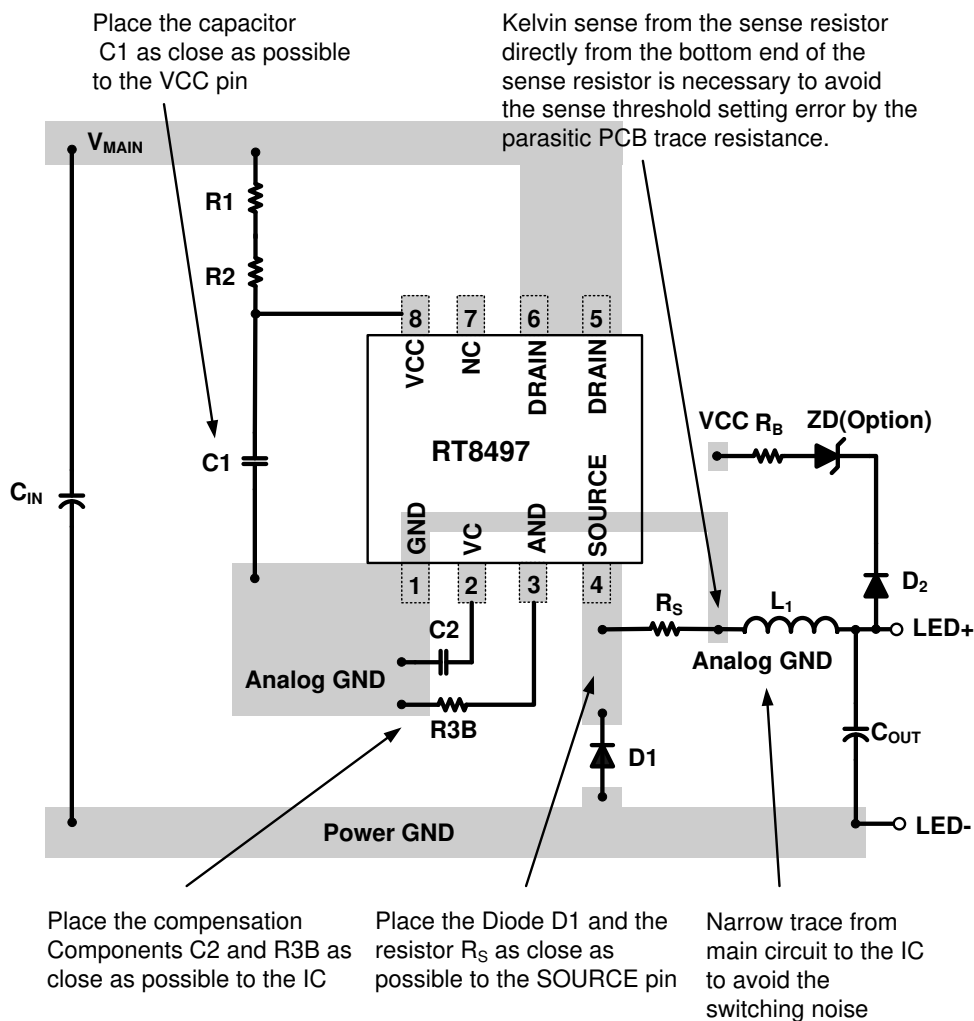 Place the capacitor
C1 as close as possible
to the VCC pin
Kelvin sense from the sense resistor
directly from the bottom end of the
sense resistor is necessary to avoid
the sense threshold setting error by the
parasitic PCB trace resistance.
VMAIN
R1
R2
8 7 6 5
VCC NC DRAIN DRAIN
RT8497
VCC RB ZD(Option)
C1
CIN
GND VC AND SOURCE
1 2 3 4
D2
RS L1
LED+
C2
Analog GND
Analog GND
R3B
COUT
D1
LED-
Power GND
Place the compensation
Components C2 and R3B as
close as possible to the IC
Place the Diode D1 and the
resistor RS as close as
possible to the SOURCE pin
Narrow trace from
main circuit to the IC
to avoid the
switching noise